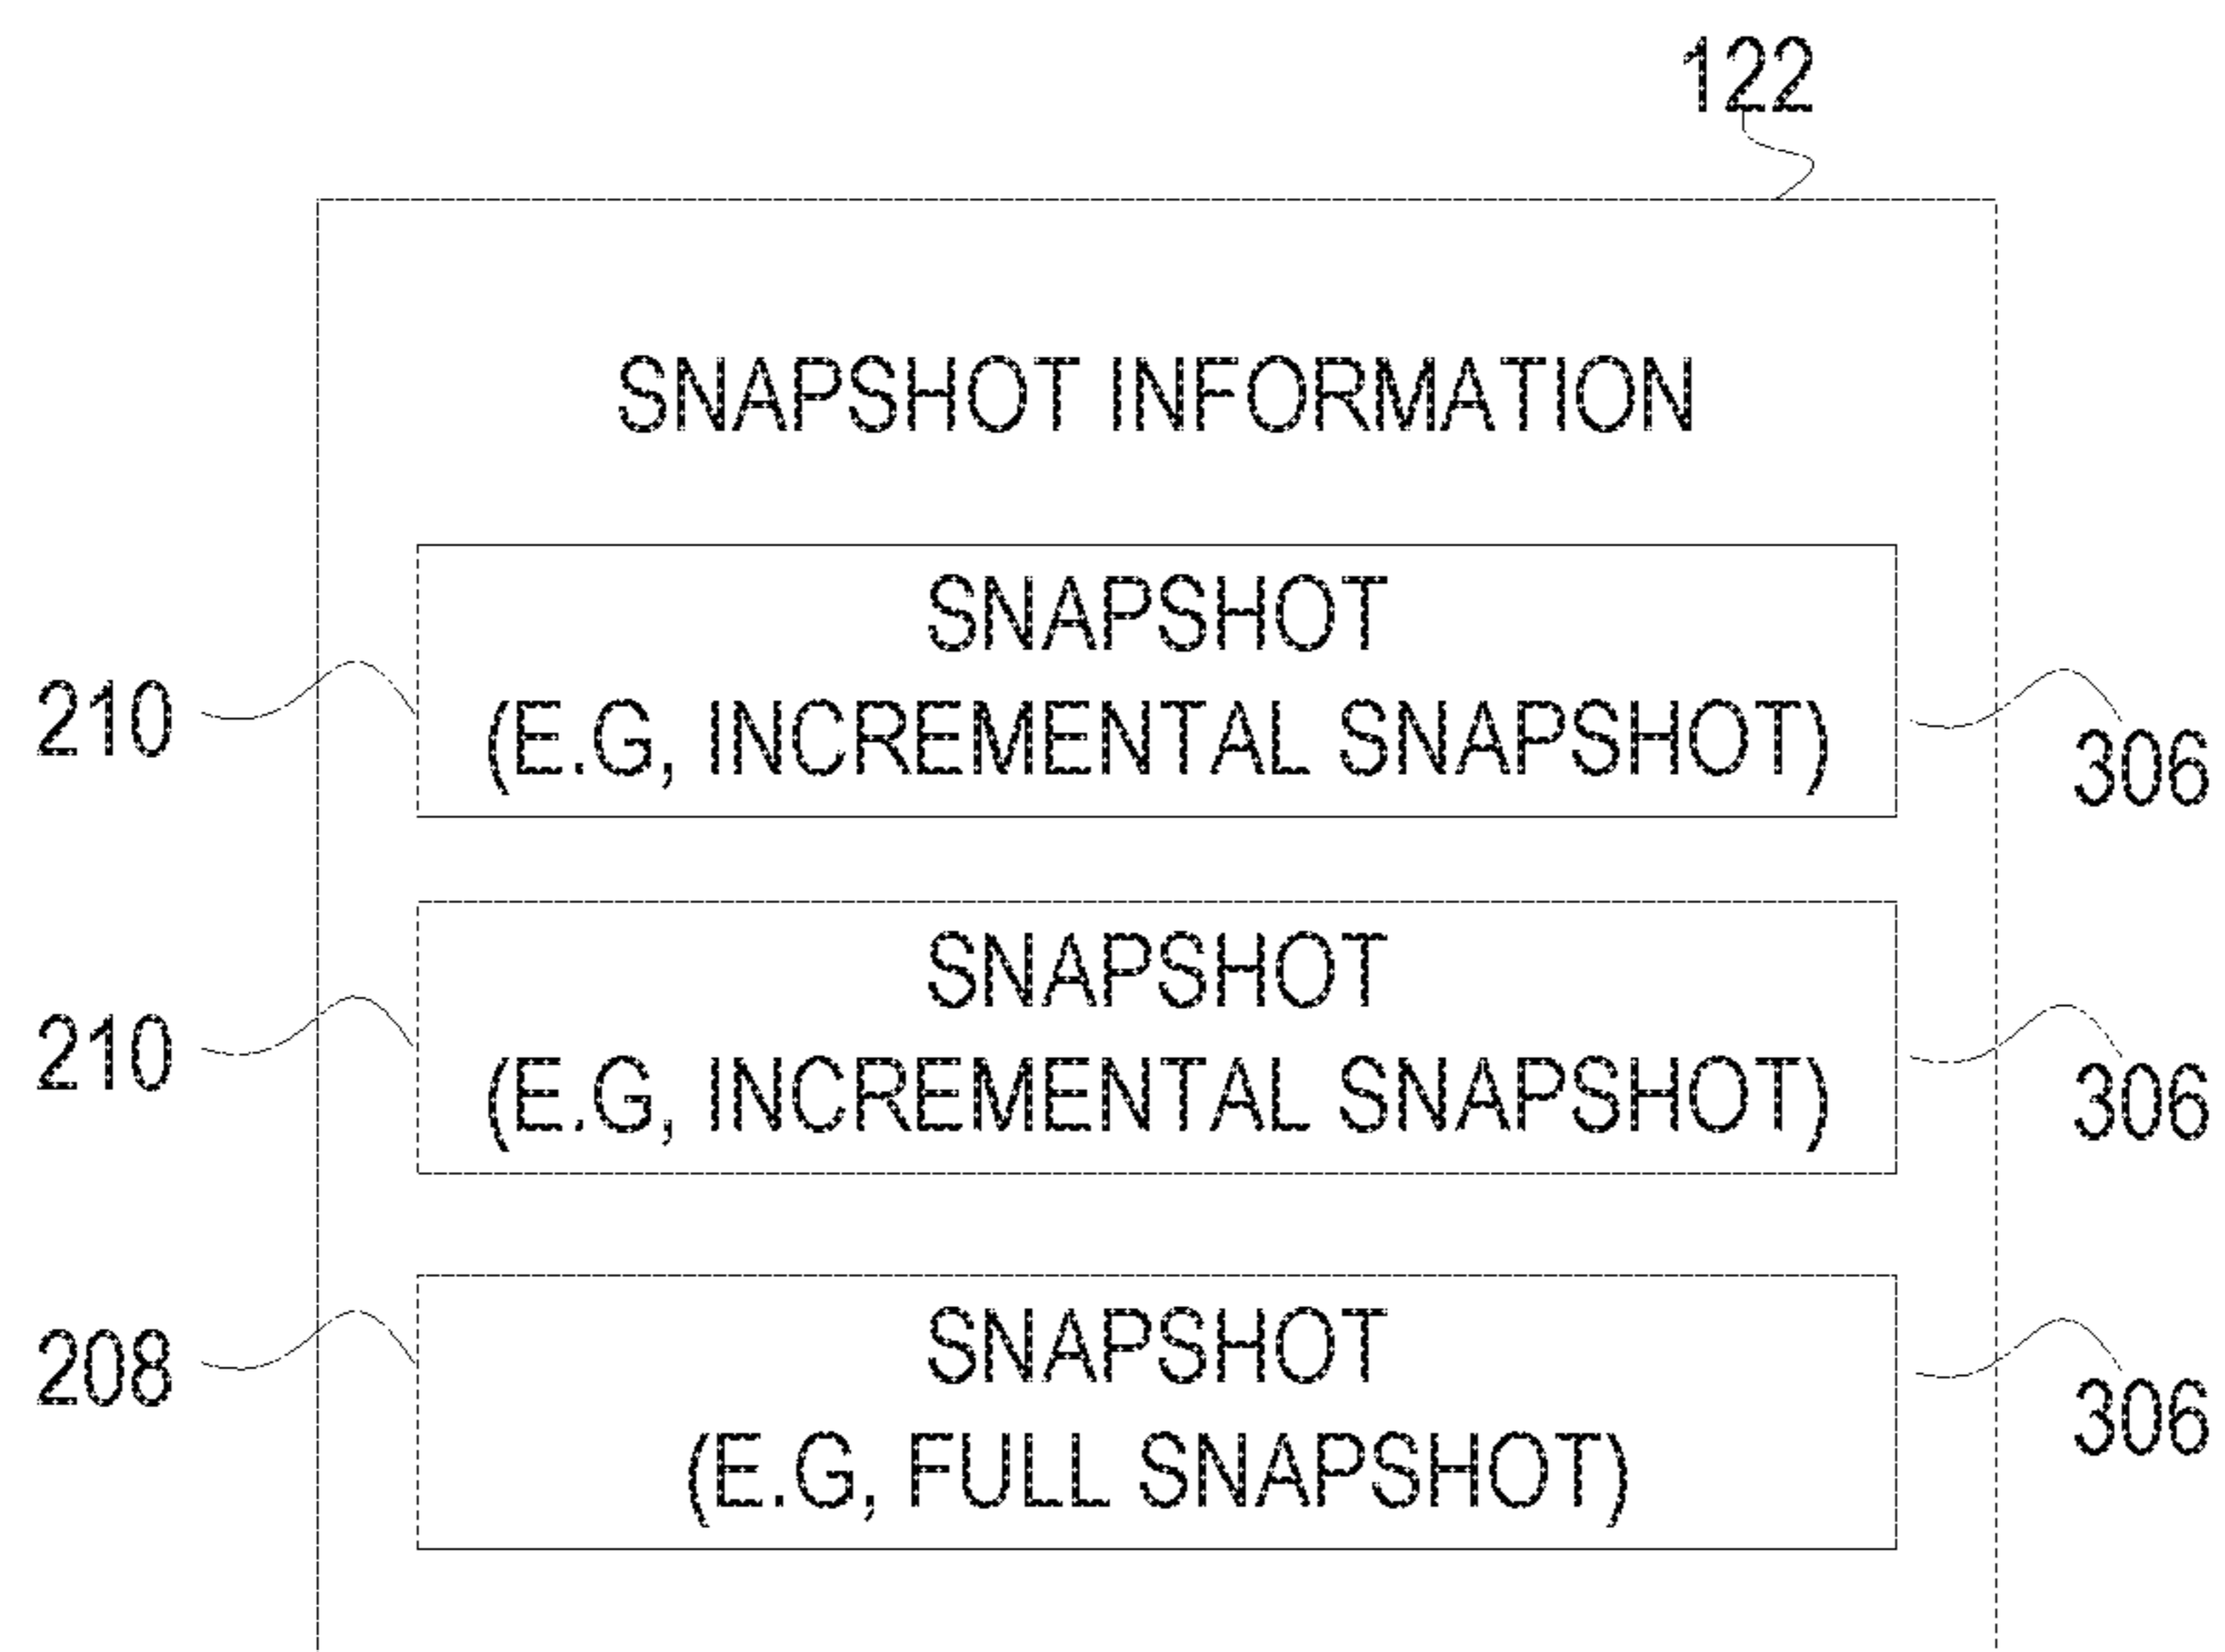 122
SNAPSHOT INFORMATION
SNAPSHOT
(E.G, INCREMENTAL SNAPSHOT)
210
306
SNAPSHOT
(E.G, INCREMENTAL SNAPSHOT)
210
306
SNAPSHOT
(E.G, FULL SNAPSHOT)
208
306